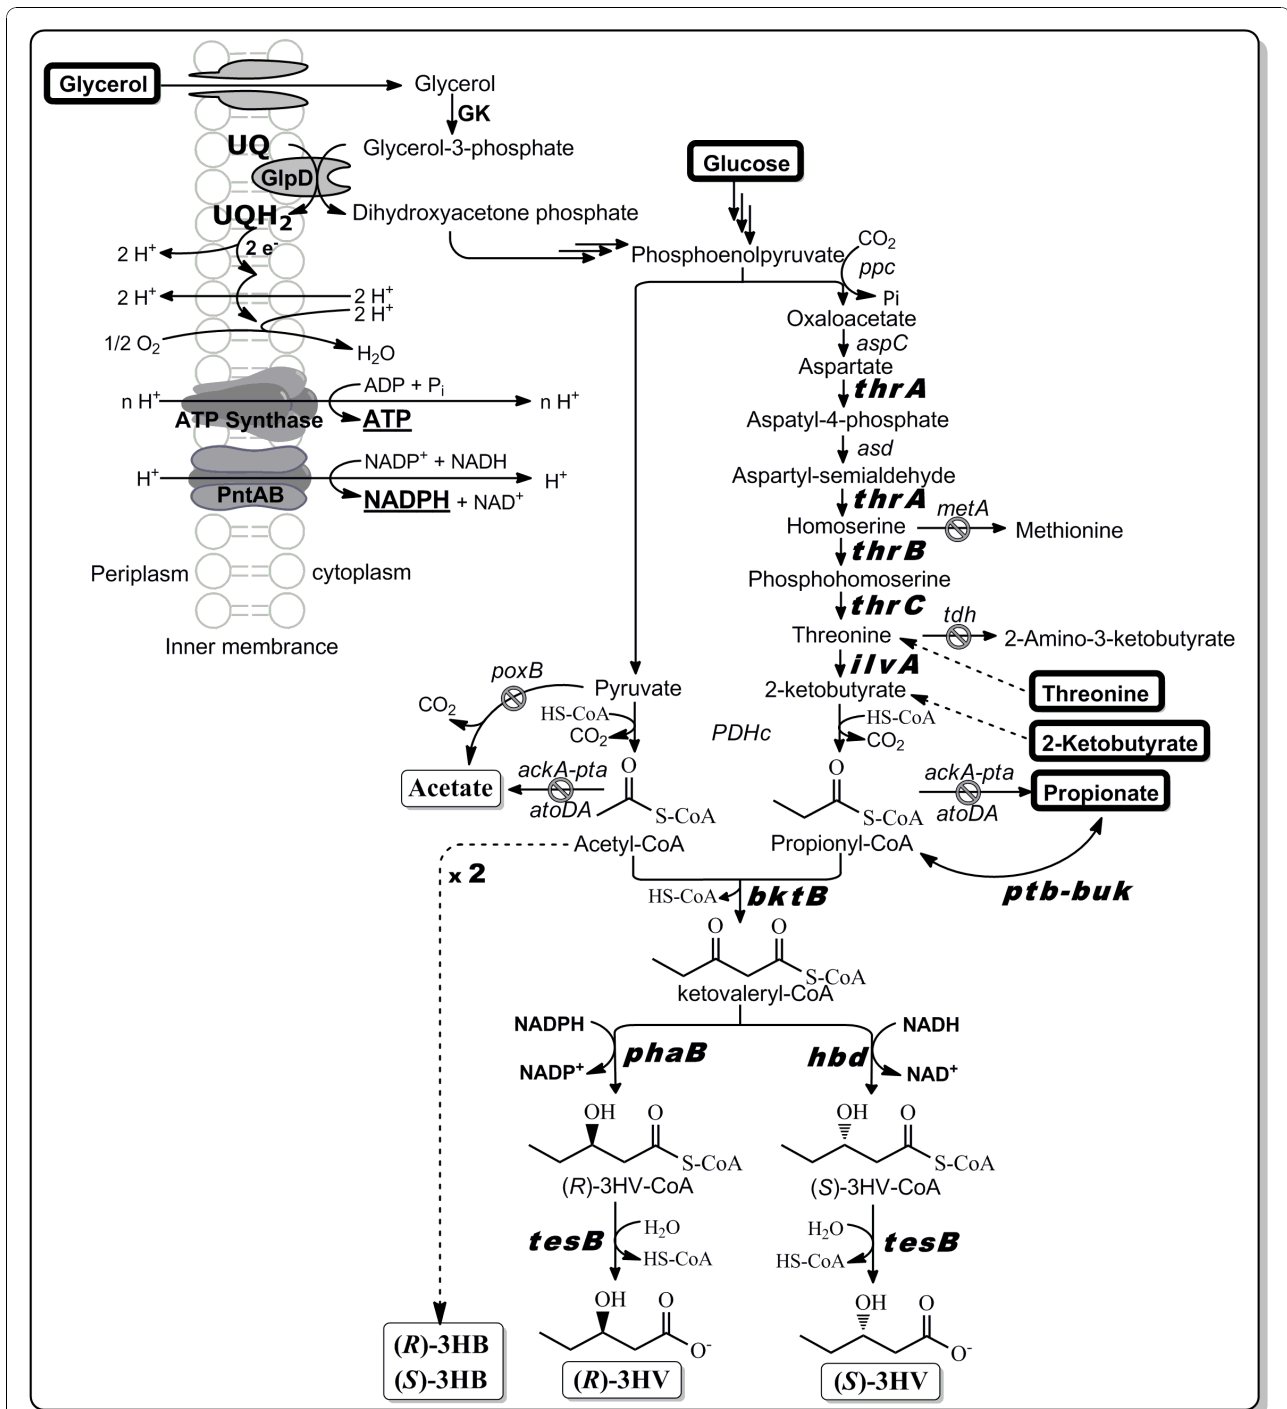 Glycerol
Glycerol
GK
UQ
Glycerol-3-phosphate
GlpD
UQH2
Dihydroxyacetone phosphate
2 e-
2 H+
2 H+
2 H+
2 H+
1/2 O2
H2O
ADP + Pi
n H+
n H+
ATP Synthase
ATP
NADP+ + NADH
H+
H+
PntAB
NADPH + NAD+
Periplasm
cytoplasm
Inner membrance
Glucose
Phosphoenolpyruvate
CO2
ppc
Pi
Oxaloacetate
aspC
Aspartate
thrA
Aspatyl-4-phosphate
asd
Aspartyl-semialdehyde
thrA
metA
Homoserine
Methionine
thrB
Phosphohomoserine
thrC
tdh
Threonine
2-Amino-3-ketobutyrate
ilvA
Threonine
poxB
Pyruvate
2-ketobutyrate
CO2
HS-CoA
HS-CoA
PDHc
2-Ketobutyrate
CO2
CO2
O
O
ackA-pta
ackA-pta
Acetate
Propionate
atoDA
atoDA
S-CoA
S-CoA
Acetyl-CoA
Propionyl-CoA
x 2
HS-CoA
bktB
ptb-buk
O
O
S-CoA
ketovaleryl-CoA
NADPH
NADH
phaB
hbd
NADP+
NAD+
OH
O
OH
O
S-CoA
S-CoA
(R)-3HV-CoA
(S)-3HV-CoA
H2O
H2O
tesB
tesB
HS-CoA
HS-CoA
OH
O
OH
O
O-
O-
(R)-3HB
(S)-3HB
(R)-3HV
(S)-3HV